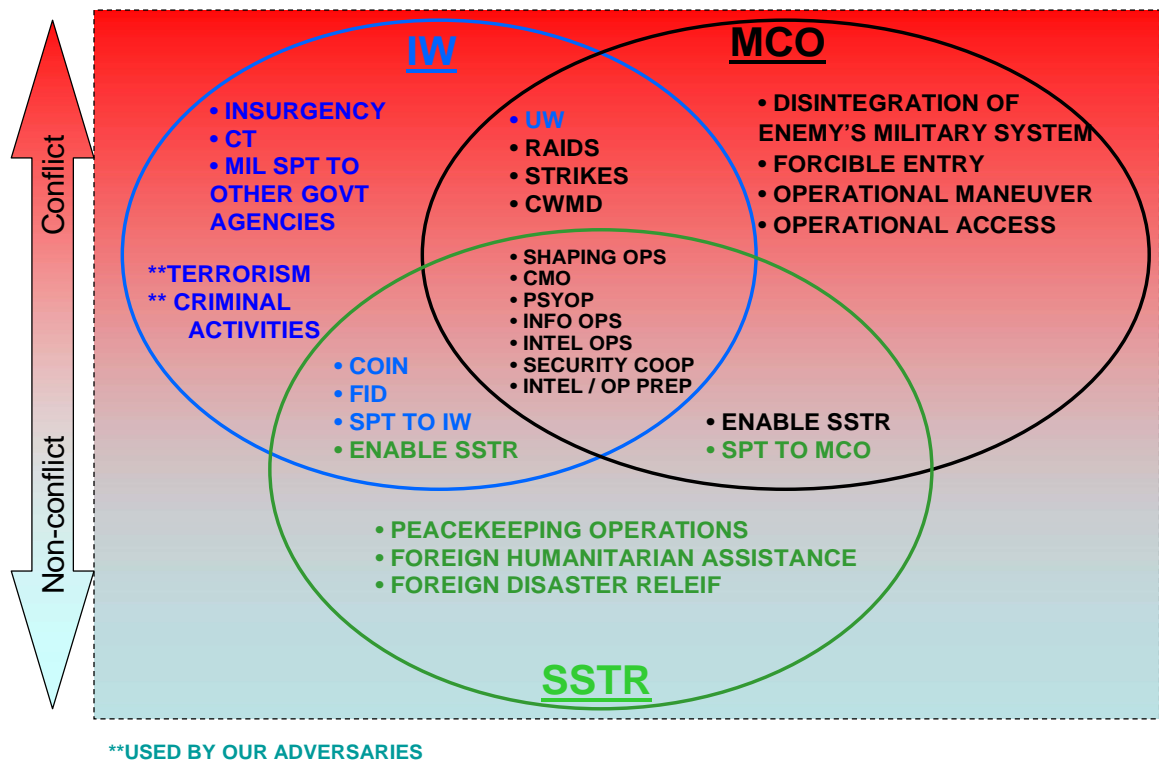 IW
MCO
• INSURGENCY
• CT
• MIL SPT TO
OTHER GOVT
AGENCIES
**TERRORISM
** CRIMINAL
ACTIVITIES
• UW
• RAIDS
• STRIKES
• CWMD
• DISINTEGRATION OF
ENEMY'S MILITARY SYSTEM
• FORCIBLE ENTRY
• OPERATIONAL MANEUVER
• OPERATIONAL ACCESS
• SHAPING OPS
• CMO
• PSYOP
• INFO OPS
• INTEL OPS
• SECURITY COOP
• INTEL / OP PREP
• COIN
• FID
• SPT TO IW
• ENABLE SSTR
• ENABLE SSTR
• SPT TO MCO
• PEACEKEEPING OPERATIONS
• FOREIGN HUMANITARIAN ASSISTANCE
• FOREIGN DISASTER RELEIF
SSTR
Conflict
Non-conflict
**USED BY OUR ADVERSARIES